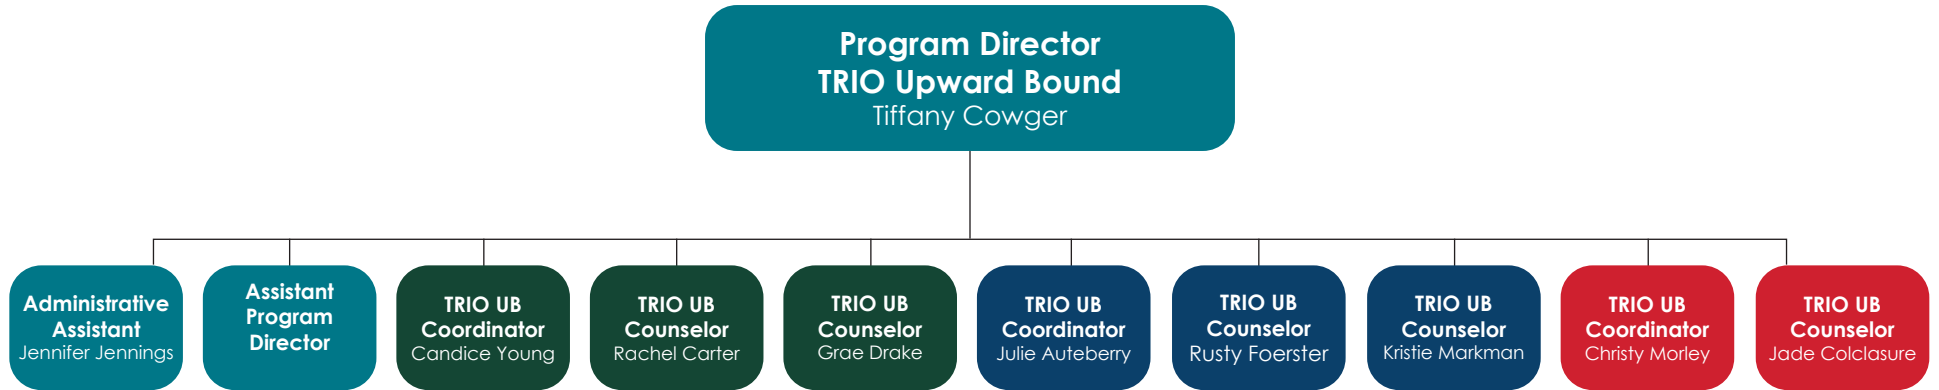 Program Director
TRIO Upward Bound
Tiffany Cowger
Administrative
Assistant
Jennifer Jennings
Assistant
Program
Director
TRIO UB
Coordinator
Candice Young
TRIO UB
Counselor
Rachel Carter
TRIO UB
Counselor
Grae Drake
TRIO UB
Coordinator
Julie Auteberry
TRIO UB
Counselor
Rusty Foerster
TRIO UB
Counselor
Kristie Markman
TRIO UB
Coordinator
Christy Morley
TRIO UB
Counselor
Jade Colclasure